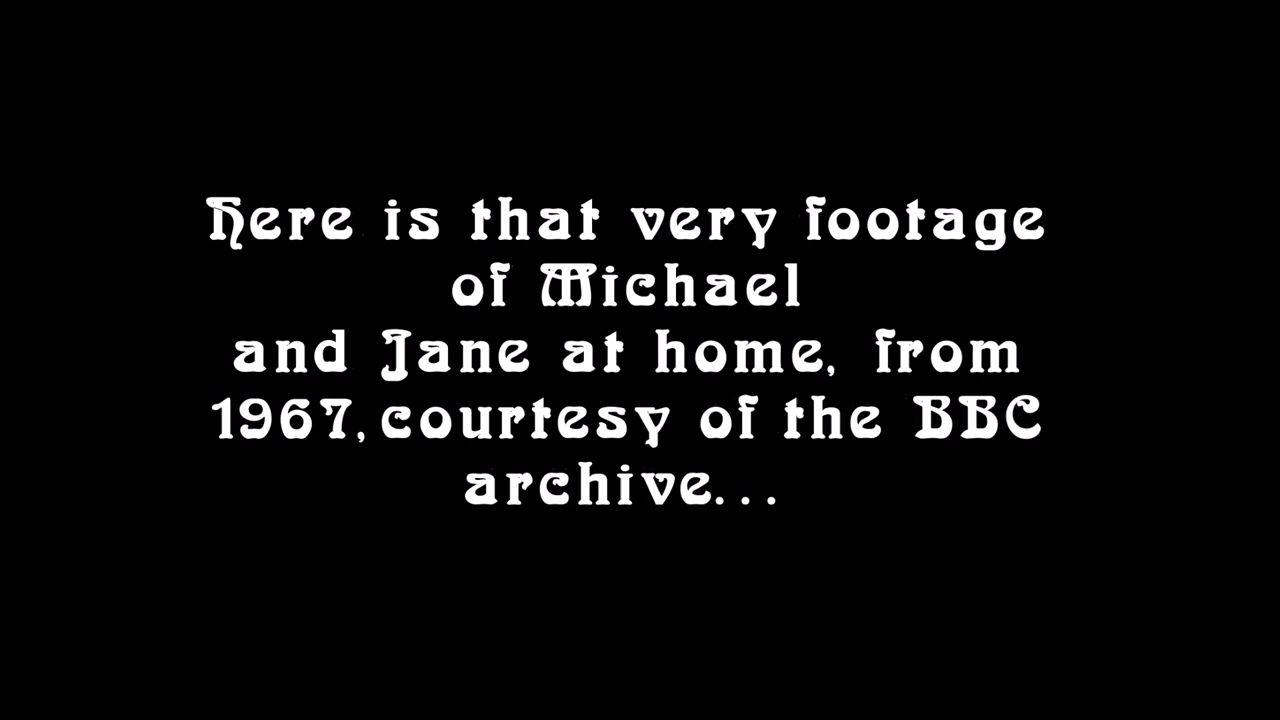 Here is that very footage
of Michael
and Jane at home, from
1967, courtesy of the BBC
archive...